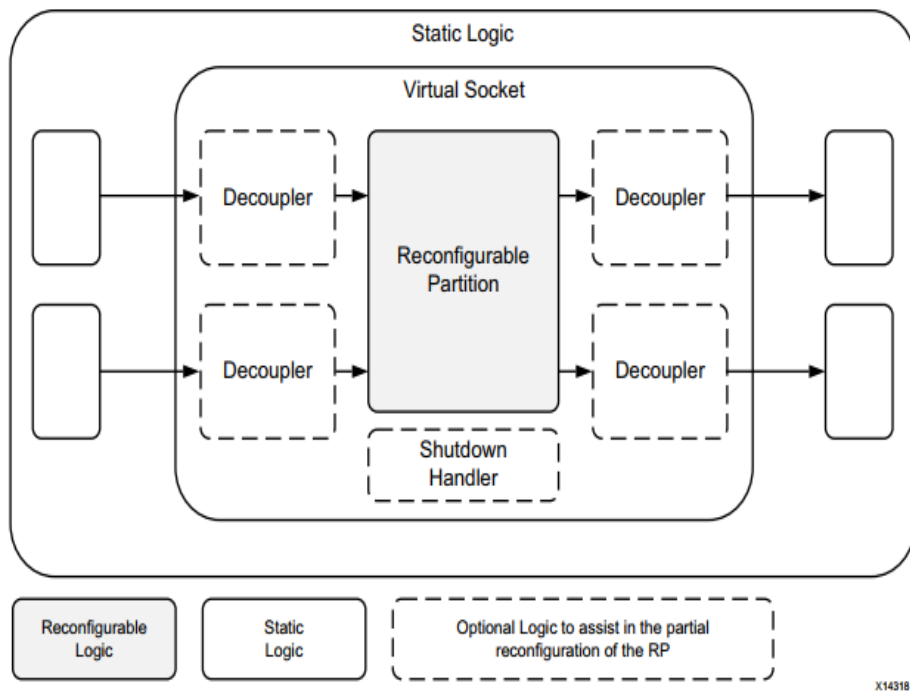 Static Logic
Virtual Socket
Decoupler
Decoupler
Reconfigurable
Partition
Decoupler
Decoupler
Shutdown
Handler
Reconfigurable
Logic
Static
Logic
Optional Logic to assist in the partial
reconfiguration of the RP
X14318